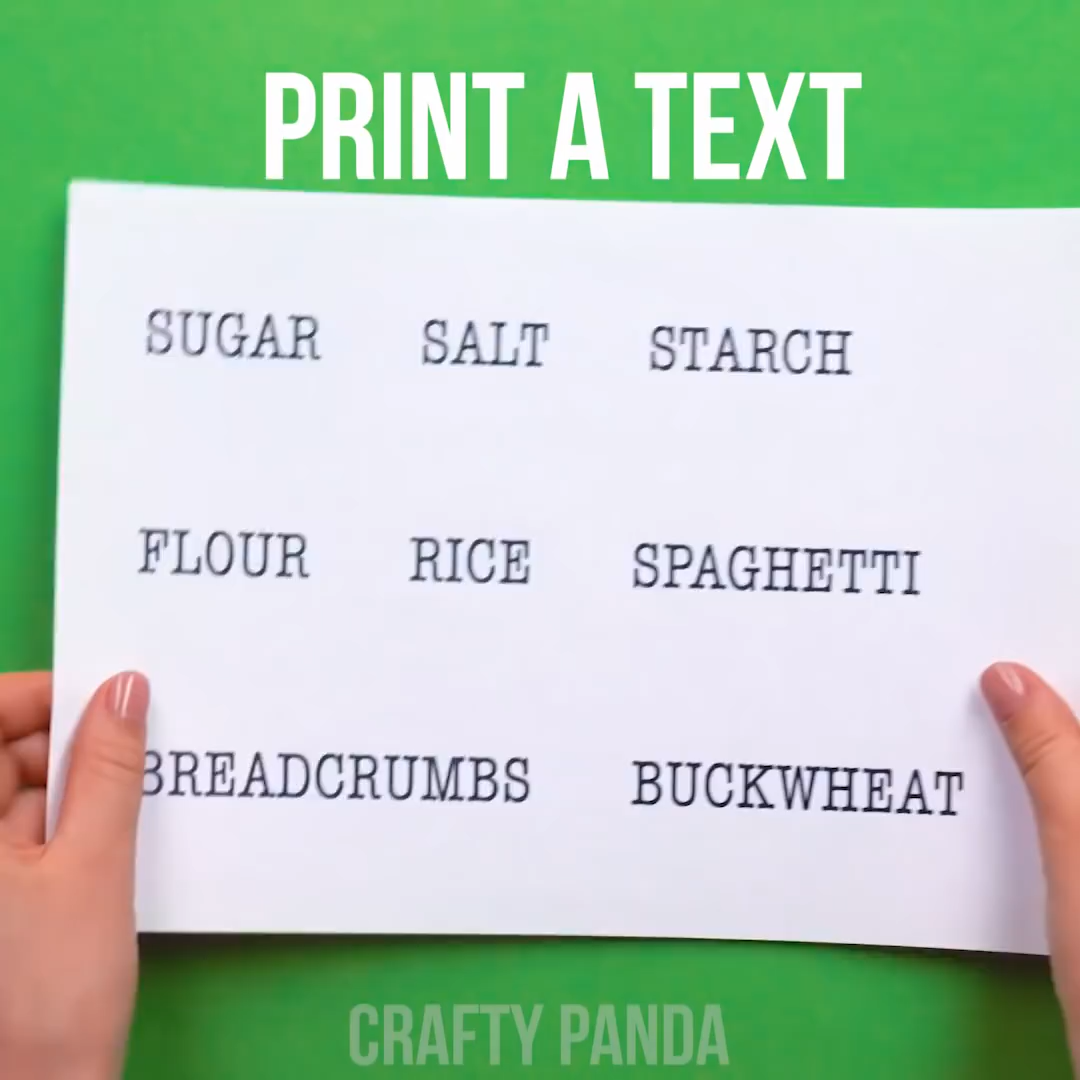 PRINT A TEXT
SUGAR SALT STARCH
FLOUR RICE SPAGHETTI
BREADCRUMBS BUCKWHEAT
CRAFTY PANDA